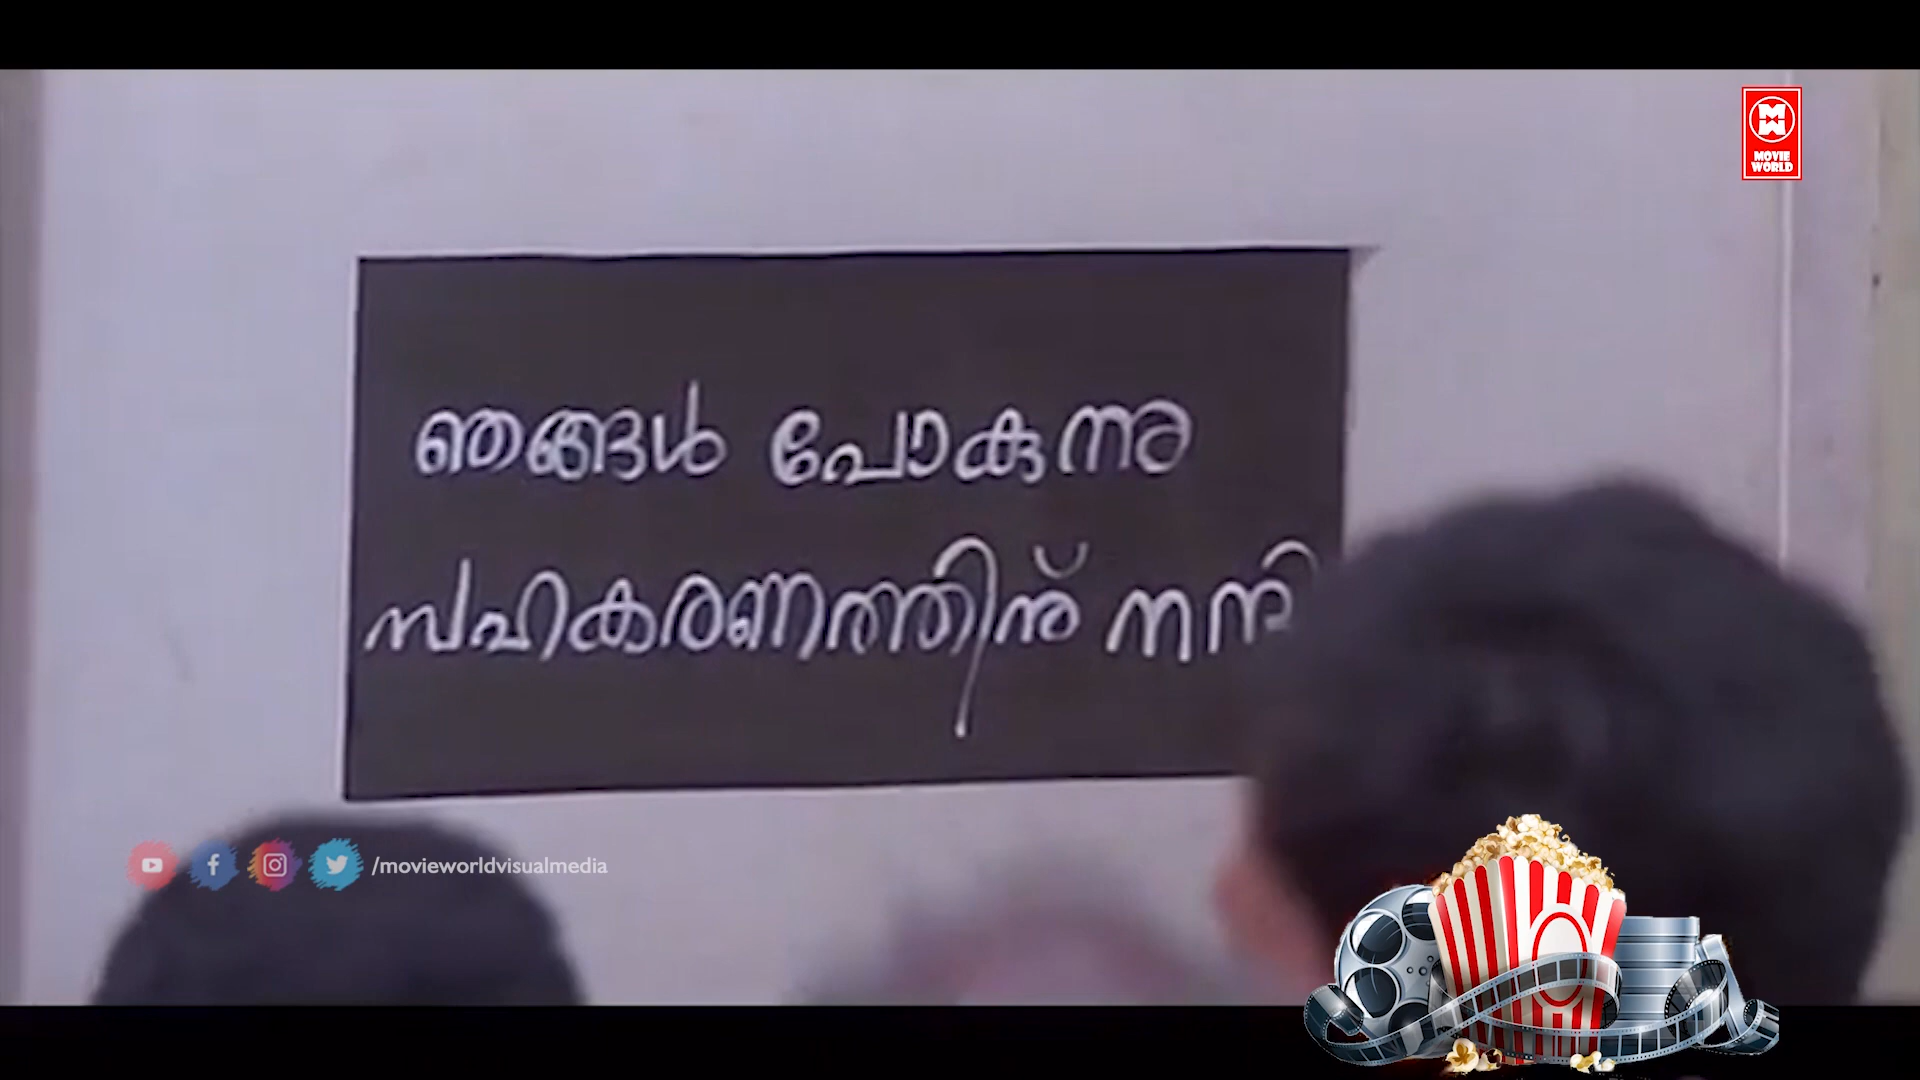 MOVIE
WORLD
ഞങ്ങൾ പോകുന്നു
സഹകരണത്തിനു് നന്ദി
/movieworldvisualmedia